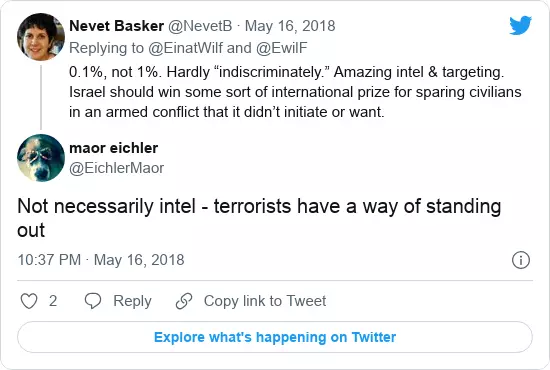 Nevet Basker @NevetB · May 16, 2018
Replying to @EinatWilf and @EwilF
0.1%, not 1%. Hardly “indiscriminately.” Amazing intel & targeting.
Israel should win some sort of international prize for sparing civilians
in an armed conflict that it didn’t initiate or want.
maor eichler
@EichlerMaor
Not necessarily intel - terrorists have a way of standing
out
10:37 PM · May 16, 2018
2 Reply Copy link to Tweet
Explore what's happening on Twitter